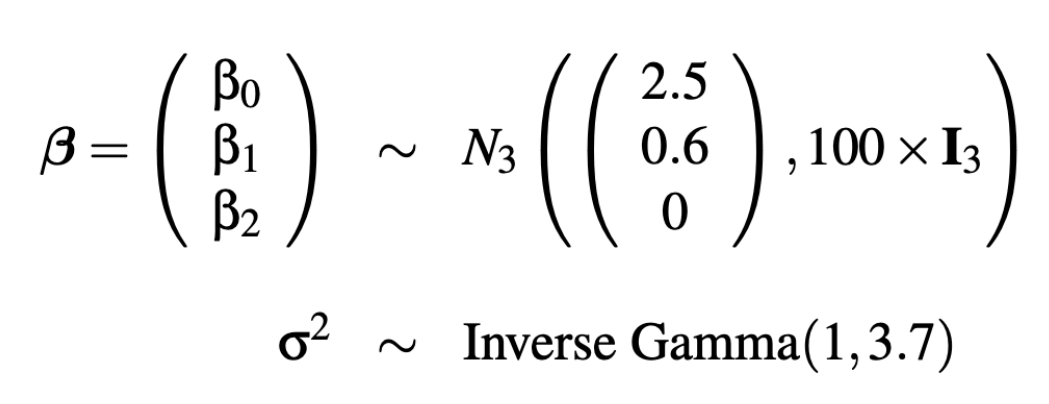 β = ( β0 β1 β2 ) ∼ N3 ( ( 2.5 0.6 0 ) , 100 × I3 )
σ² ∼ Inverse Gamma(1, 3.7)